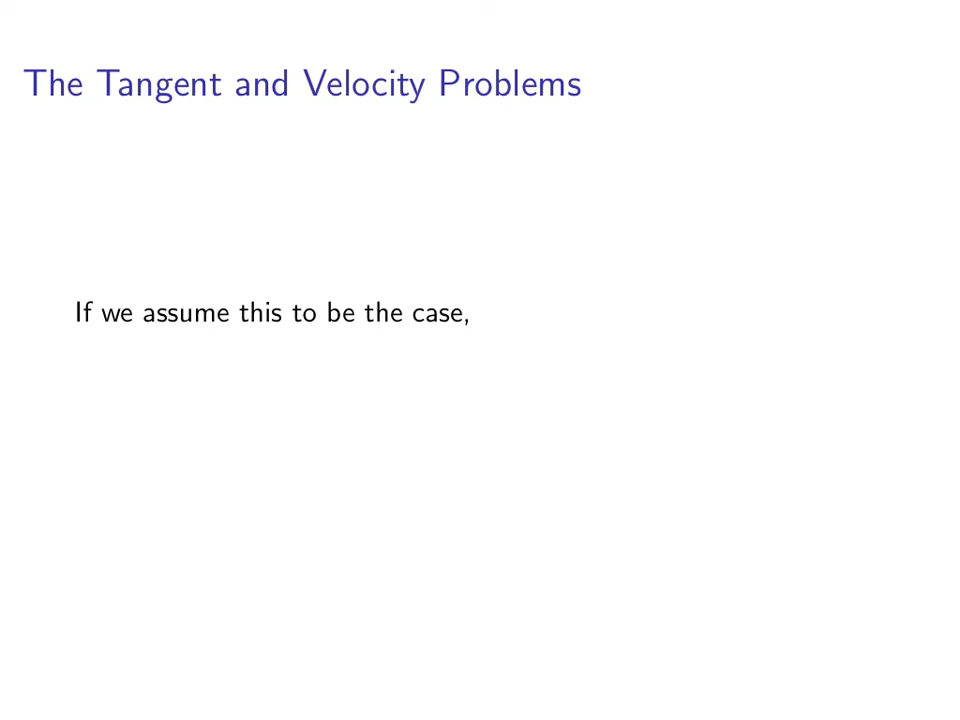 The Tangent and Velocity Problems
If we assume this to be the case,